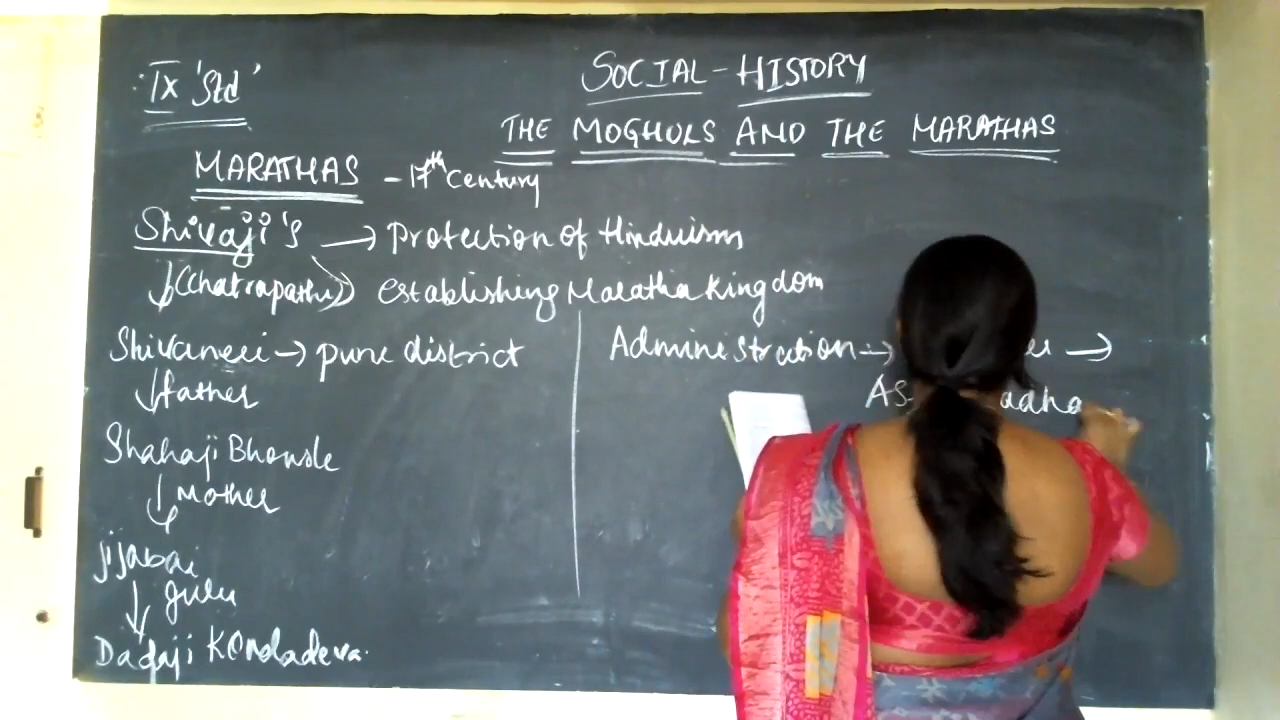 IX 'Std'
SOCIAL - HISTORY
THE MOGHULS AND THE MARATHAS
MARATHAS - 17th Century
Shivaji's → Protection of Hinduism
↓ (Chatrapathi) establishing Maratha Kingdom
Shivaneri → pune district
↓ father
Shahaji Bhonsle
↓ Mother
Jijabai
↓ guru
Dadaji Kondadeva.
Administration →